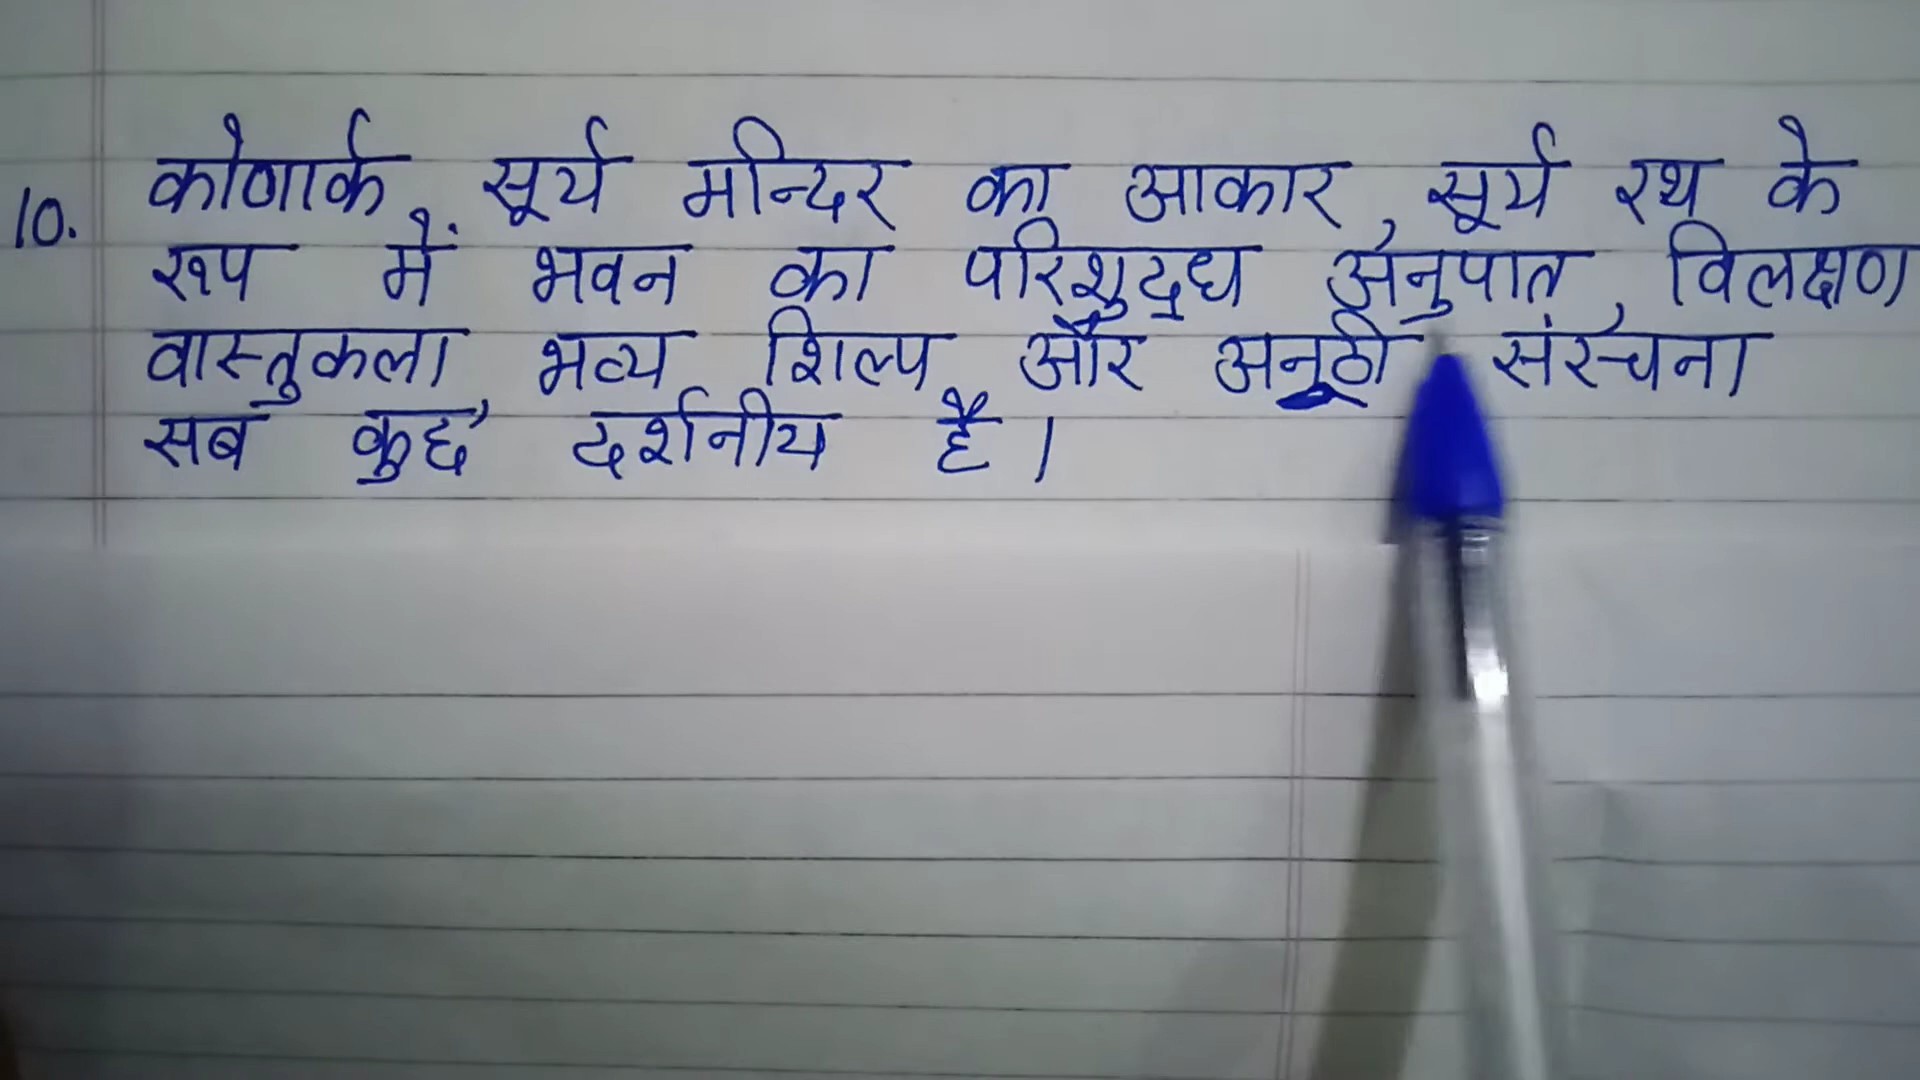 10. कोणार्क सूर्य मन्दिर का आकार, सूर्य रथ के
रूप में भवन का परिशुद्ध अनुपात, विलक्षण
वास्तुकला भव्य शिल्प और अनूठी संरचना
सब कुछ दर्शनीय है।